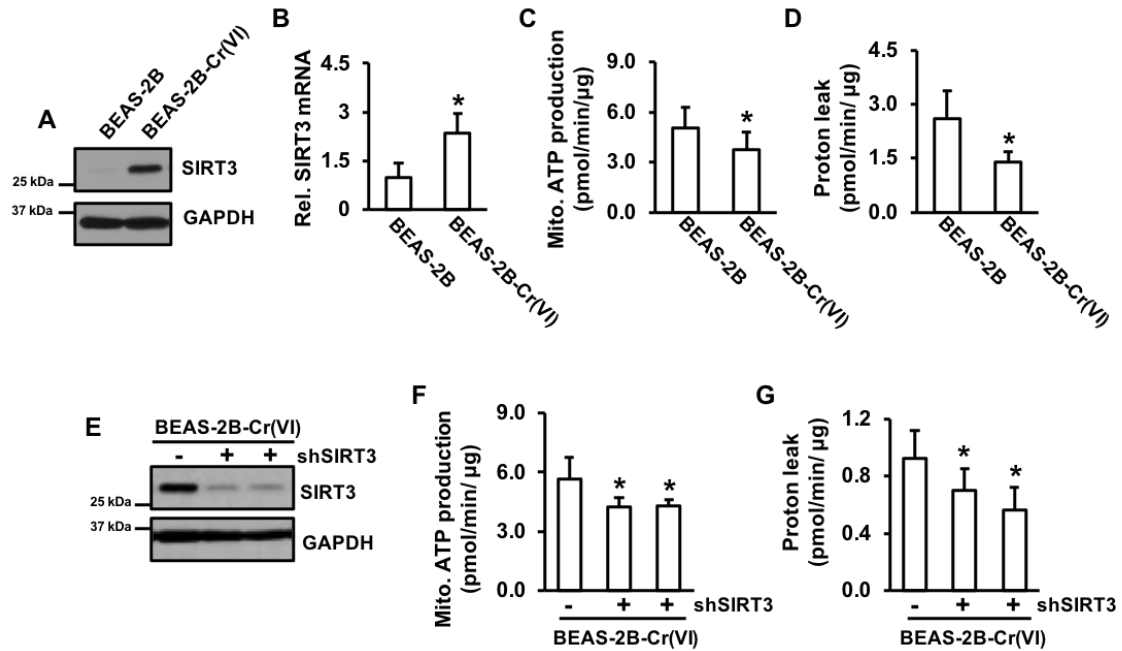 A
BEAS-2B
BEAS-2B-Cr(VI)
SIRT3
25 kDa
37 kDa
GAPDH
B
Rel. SIRT3 mRNA
4.5
3
1.5
0
*
BEAS-2B
BEAS-2B-Cr(VI)
C
Mito. ATP production
(pmol/min/µg)
9.0
6.0
3.0
0.0
*
BEAS-2B
BEAS-2B-Cr(VI)
D
Proton leak
(pmol/min/ µg)
4.5
3.0
1.5
0.0
*
BEAS-2B
BEAS-2B-Cr(VI)
E
BEAS-2B-Cr(VI)
- + + shSIRT3
SIRT3
25 kDa
37 kDa
GAPDH
F
Mito. ATP production
(pmol/min/ µg)
9.0
6.0
3.0
0.0
* *
- + + shSIRT3
BEAS-2B-Cr(VI)
G
Proton leak
(pmol/min/ µg)
1.2
0.8
0.4
0.0
* *
- + + shSIRT3
BEAS-2B-Cr(VI)